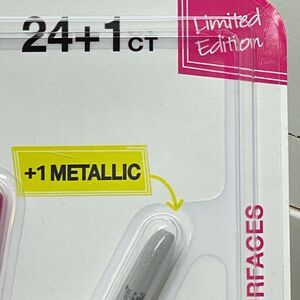 24+1 CT
Limited
Edition
+1 METALLIC
RFACES